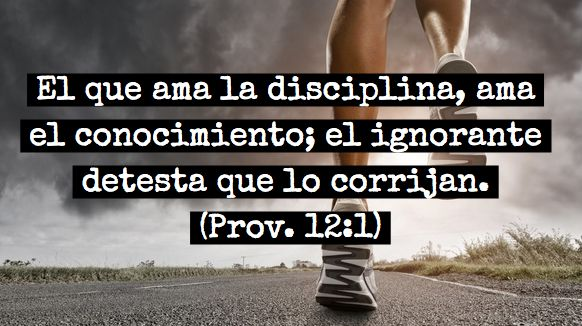 El que ama la disciplina, ama
el conocimiento; el ignorante
detesta que lo corrijan.
(Prov. 12:1)